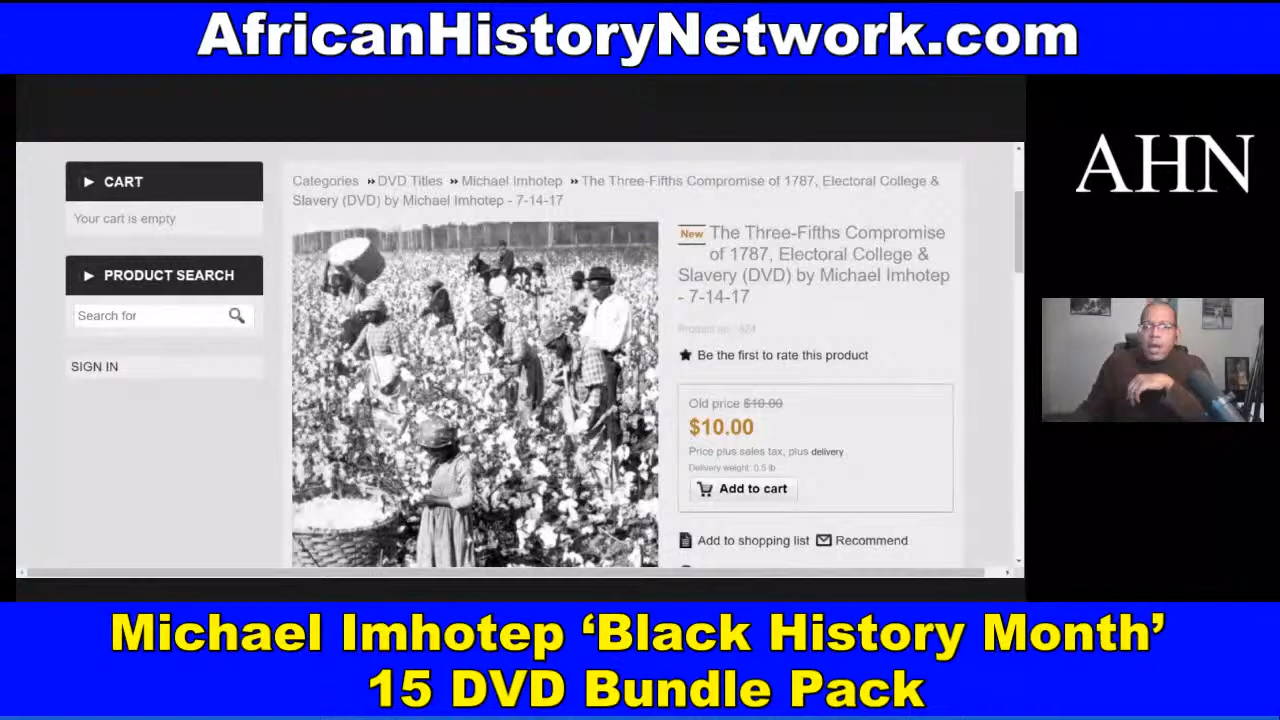 AfricanHistoryNetwork.com
AHN
CART
Your cart is empty
PRODUCT SEARCH
Search for
SIGN IN
Categories DVD Titles Michael Imhotep The Three-Fifths Compromise of 1787, Electoral College &
Slavery (DVD) by Michael Imhotep - 7-14-17
New The Three-Fifths Compromise
of 1787, Electoral College &
Slavery (DVD) by Michael Imhotep
- 7-14-17
Product no.
Be the first to rate this product
Old price
$10.00
Price plus sales tax, plus delivery
Delivery weight: 0.5 lb
Add to cart
Add to shopping list Recommend
Michael Imhotep ‘Black History Month’
15 DVD Bundle Pack